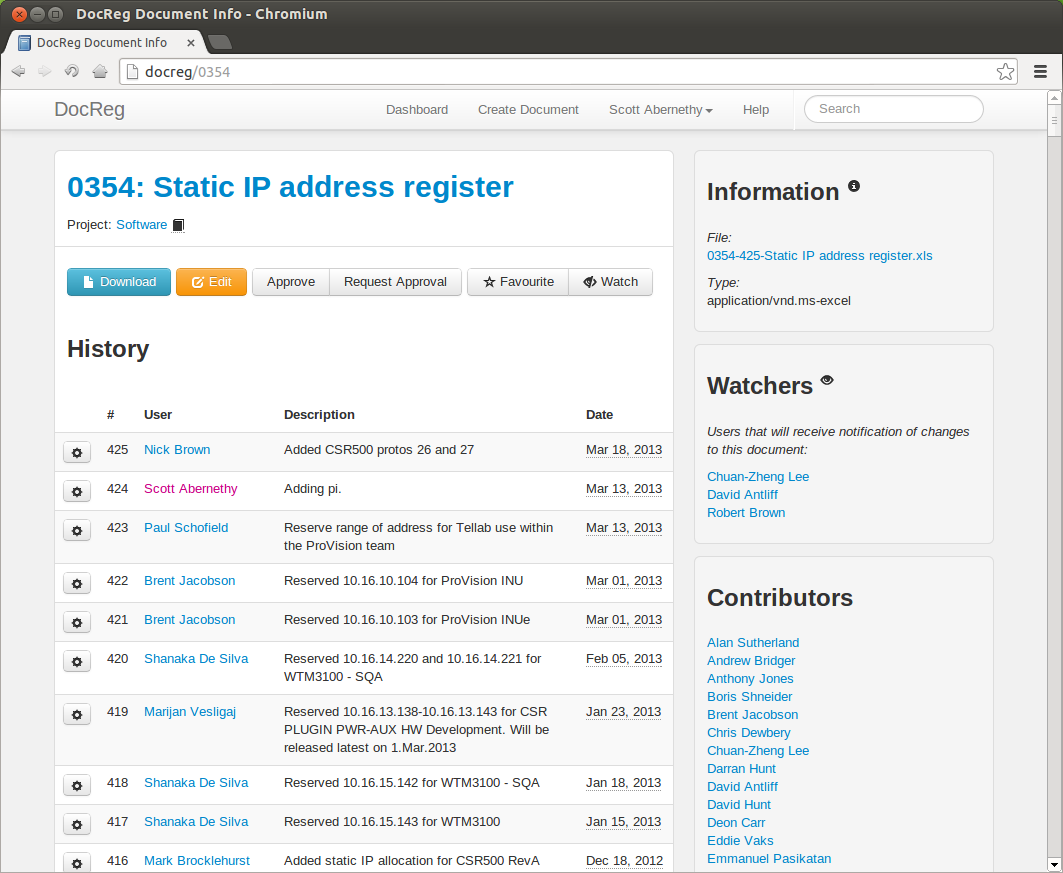 DocReg Document Info - Chromium
DocReg Document Info
docreg/0354
DocReg Dashboard Create Document Scott Abernethy Help Search
0354: Static IP address register
Project: Software
Download Edit Approve Request Approval Favourite Watch
History
# User Description Date
425 Nick Brown Added CSR500 protos 26 and 27 Mar 18, 2013
424 Scott Abernethy Adding pi. Mar 13, 2013
423 Paul Schofield Reserve range of address for Tellab use within Mar 13, 2013
the ProVision team
422 Brent Jacobson Reserved 10.16.10.104 for ProVision INU Mar 01, 2013
421 Brent Jacobson Reserved 10.16.10.103 for ProVision INUe Mar 01, 2013
420 Shanaka De Silva Reserved 10.16.14.220 and 10.16.14.221 for Feb 05, 2013
WTM3100 - SQA
419 Marijan Vesligaj Reserved 10.16.13.138-10.16.13.143 for CSR Jan 23, 2013
PLUGIN PWR-AUX HW Development. Will be
released latest on 1.Mar.2013
418 Shanaka De Silva Reserved 10.16.15.142 for WTM3100 - SQA Jan 18, 2013
417 Shanaka De Silva Reserved 10.16.15.143 for WTM3100 Jan 15, 2013
416 Mark Brocklehurst Added static IP allocation for CSR500 RevA Dec 18, 2012
Information
File:
0354-425-Static IP address register.xls
Type:
application/vnd.ms-excel
Watchers
Users that will receive notification of changes
to this document:
Chuan-Zheng Lee
David Antliff
Robert Brown
Contributors
Alan Sutherland
Andrew Bridger
Anthony Jones
Boris Shneider
Brent Jacobson
Chris Dewbery
Chuan-Zheng Lee
Darran Hunt
David Antliff
David Hunt
Deon Carr
Eddie Vaks
Emmanuel Pasikatan